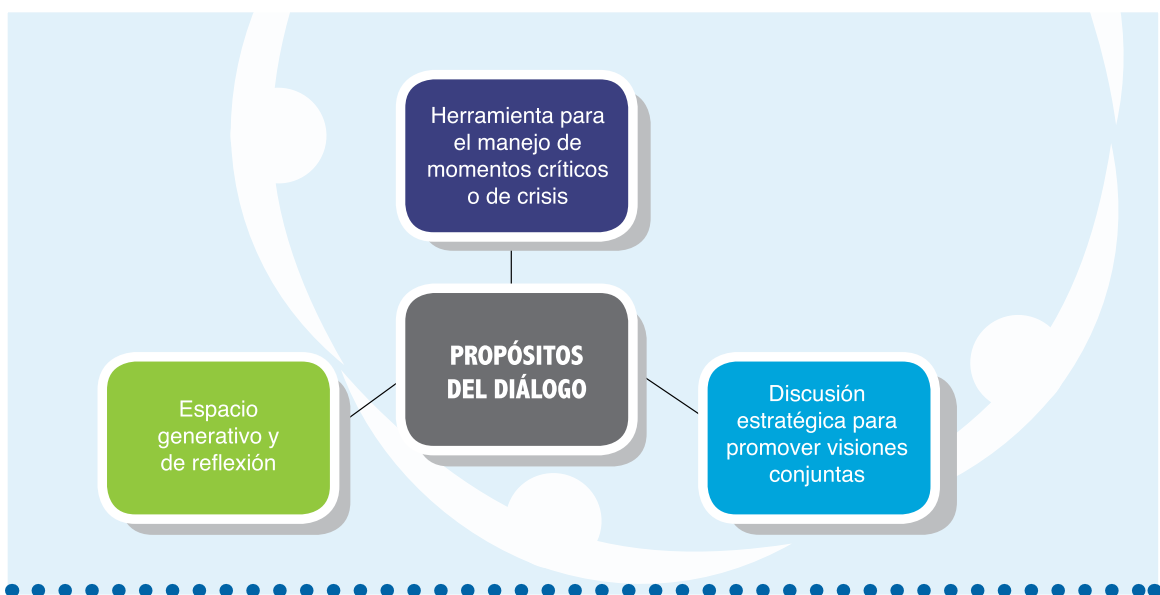 Herramienta para
el manejo de
momentos críticos
o de crisis
PROPÓSITOS
DEL DIÁLOGO
Espacio
generativo y
de reflexión
Discusión
estratégica para
promover visiones
conjuntas